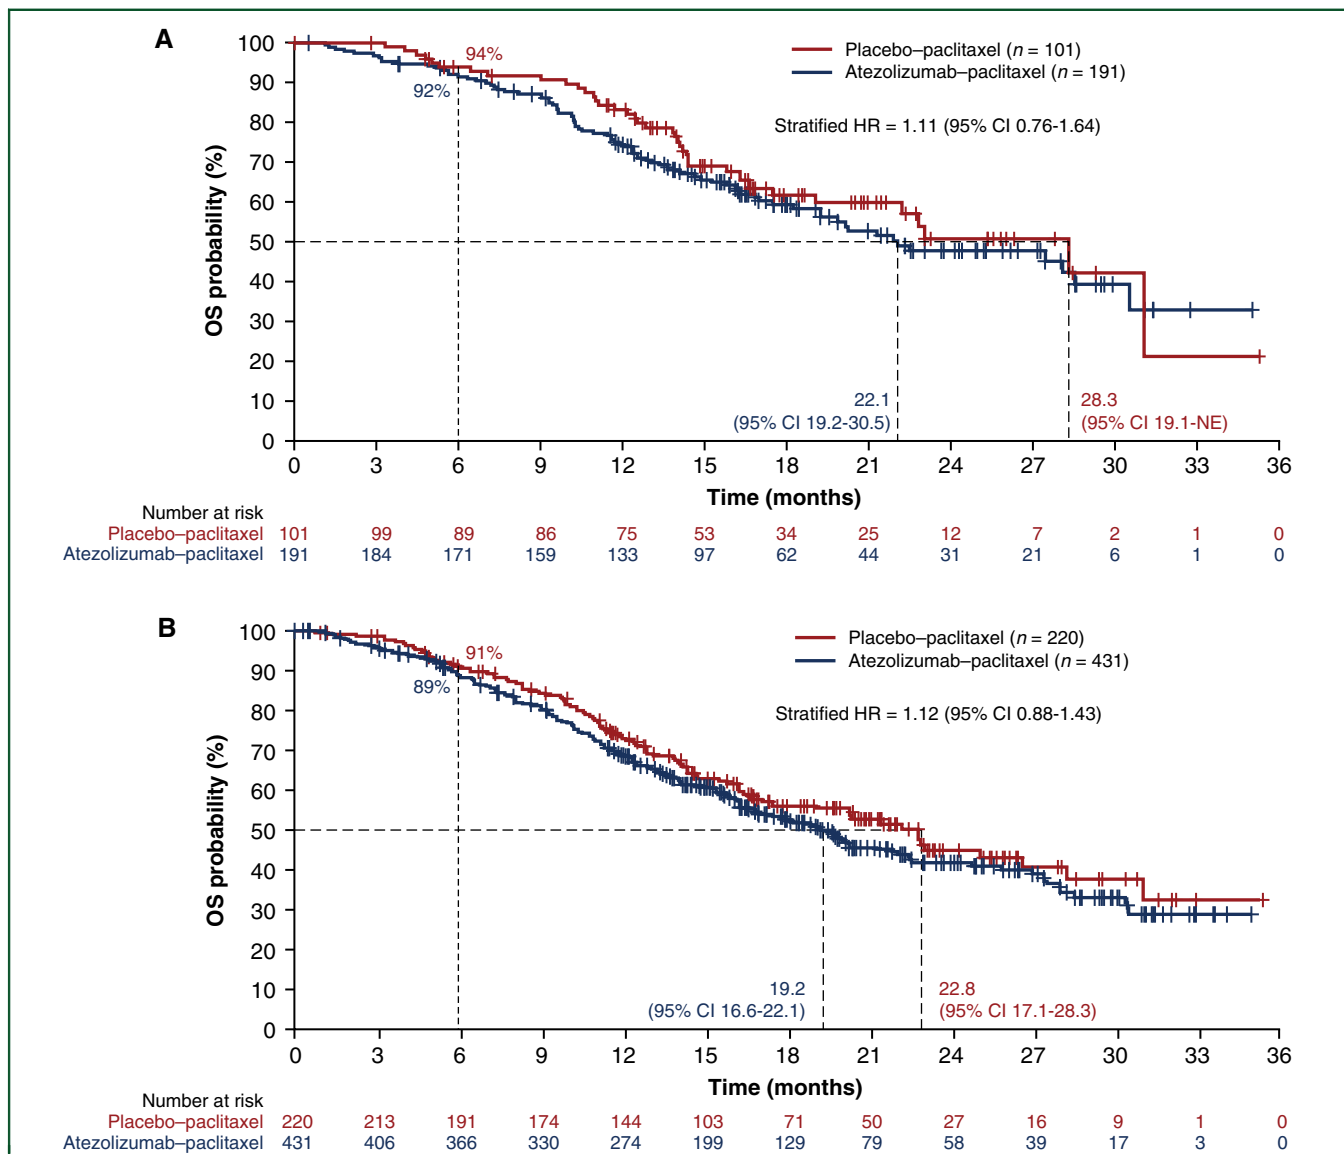 A
100
90
80
70
60
50
40
30
20
10
0
OS probability (%)
94%
92%
Placebo–paclitaxel (n = 101)
Atezolizumab–paclitaxel (n = 191)
Stratified HR = 1.11 (95% CI 0.76-1.64)
22.1
(95% CI 19.2-30.5)
28.3
(95% CI 19.1-NE)
0 3 6 9 12 15 18 21 24 27 30 33 36
Time (months)
Number at risk
Placebo–paclitaxel 101 99 89 86 75 53 34 25 12 7 2 1 0
Atezolizumab–paclitaxel 191 184 171 159 133 97 62 44 31 21 6 1 0
B
100
90
80
70
60
50
40
30
20
10
0
OS probability (%)
91%
89%
Placebo–paclitaxel (n = 220)
Atezolizumab–paclitaxel (n = 431)
Stratified HR = 1.12 (95% CI 0.88-1.43)
19.2
(95% CI 16.6-22.1)
22.8
(95% CI 17.1-28.3)
0 3 6 9 12 15 18 21 24 27 30 33 36
Time (months)
Number at risk
Placebo–paclitaxel 220 213 191 174 144 103 71 50 27 16 9 1 0
Atezolizumab–paclitaxel 431 406 366 330 274 199 129 79 58 39 17 3 0